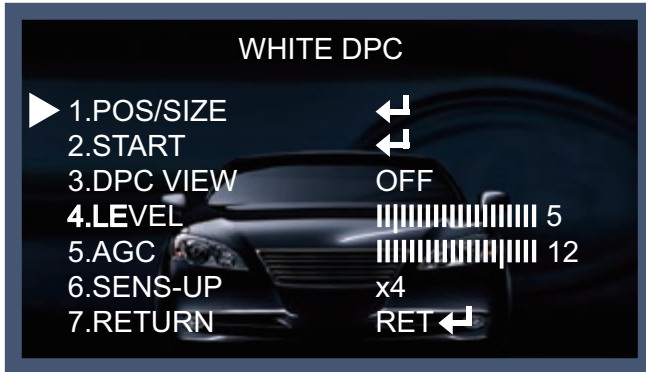 WHITE DPC
1.POS/SIZE ↵
2.START ↵
3.DPC VIEW OFF
4.LEVEL 5
5.AGC 12
6.SENS-UP x4
7.RETURN RET↵